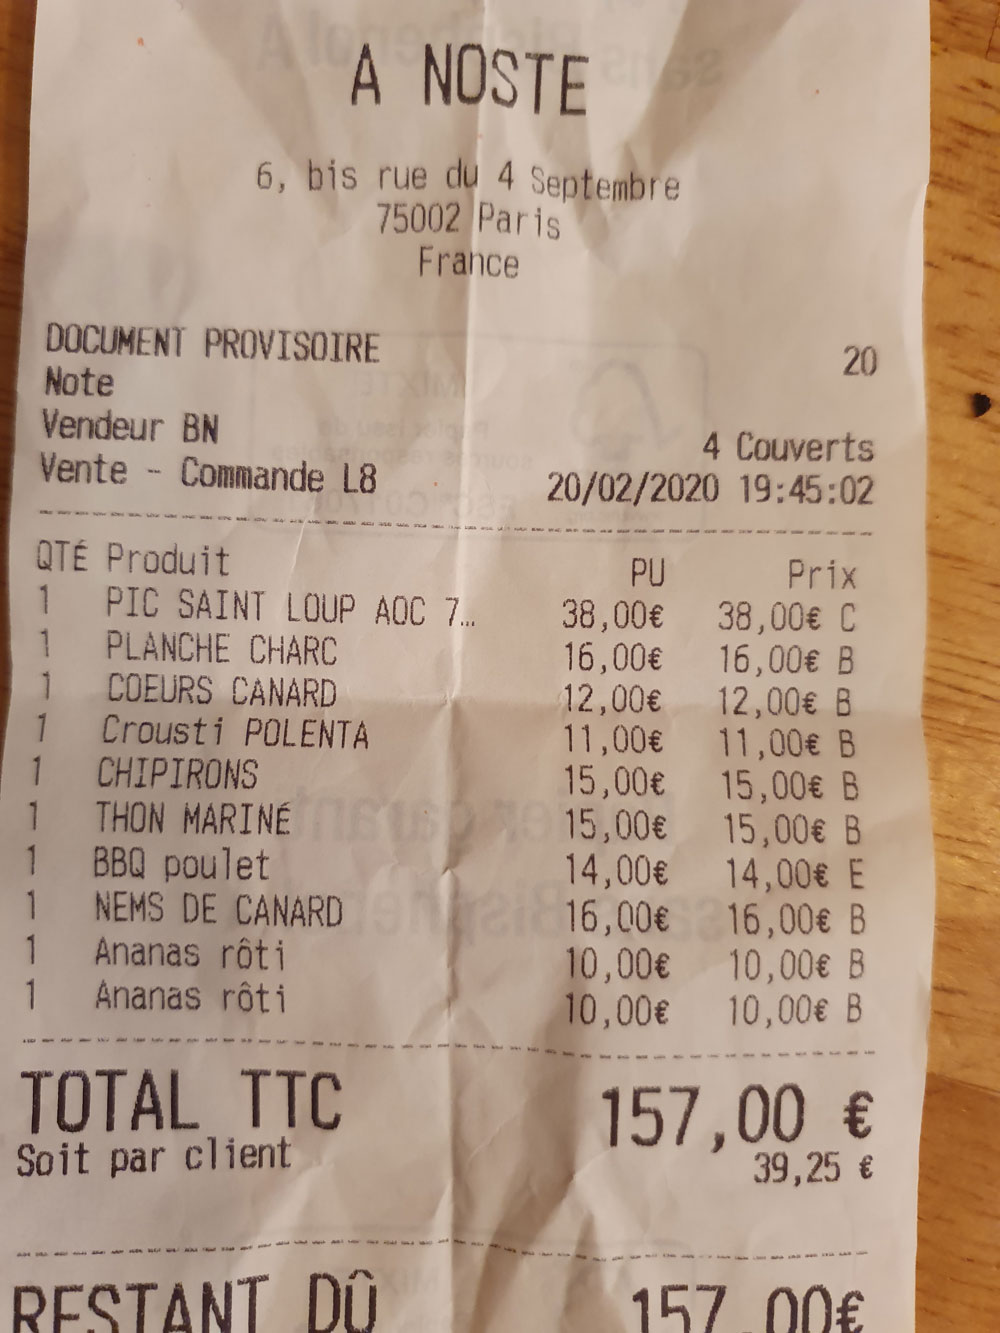 A NOSTE
6, bis rue du 4 Septembre
75002 Paris
France
DOCUMENT PROVISOIRE 20
Note
Vendeur BN 4 Couverts
Vente - Commande L8 20/02/2020 19:45:02
QTÉ Produit PU Prix
1 PIC SAINT LOUP AOC 7… 38,00€ 38,00€ C
1 PLANCHE CHARC 16,00€ 16,00€ B
1 COEURS CANARD 12,00€ 12,00€ B
1 Crousti POLENTA 11,00€ 11,00€ B
1 CHIPIRONS 15,00€ 15,00€ B
1 THON MARINÉ 15,00€ 15,00€ B
1 BBQ poulet 14,00€ 14,00€ E
1 NEMS DE CANARD 16,00€ 16,00€ B
1 Ananas rôti 10,00€ 10,00€ B
1 Ananas rôti 10,00€ 10,00€ B
TOTAL TTC 157,00 €
Soit par client 39,25 €
RESTANT DÛ 157,00€